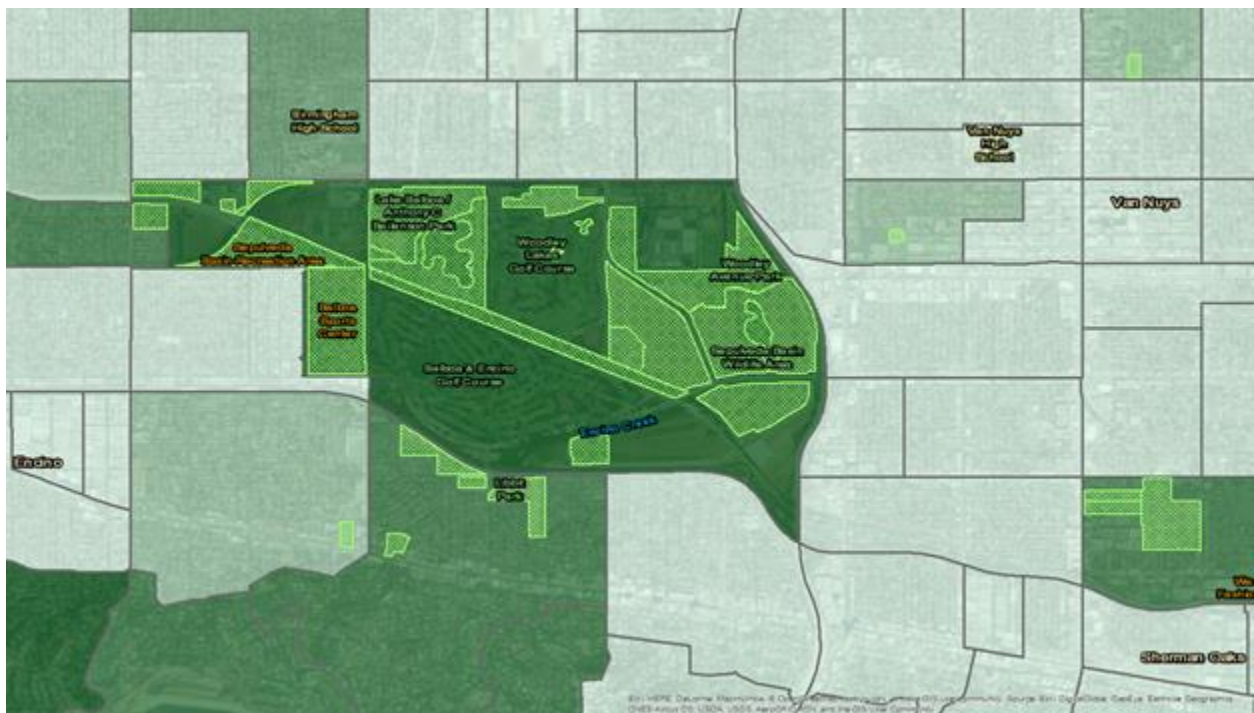 Birmingham
High School
Van Nuys
High
School
Lake Balboa /
Anthony C
Beilenson Park
Van Nuys
Sepulveda
Basin Recreation Area
Woodley
Lakes
Golf Course
Woodley
Avenue Park
Balboa
Sports
Center
Sepulveda Basin
Wildlife Area
Balboa & Encino
Golf Course
Encino Creek
Encino
Libbit
Park
Sherman Oaks